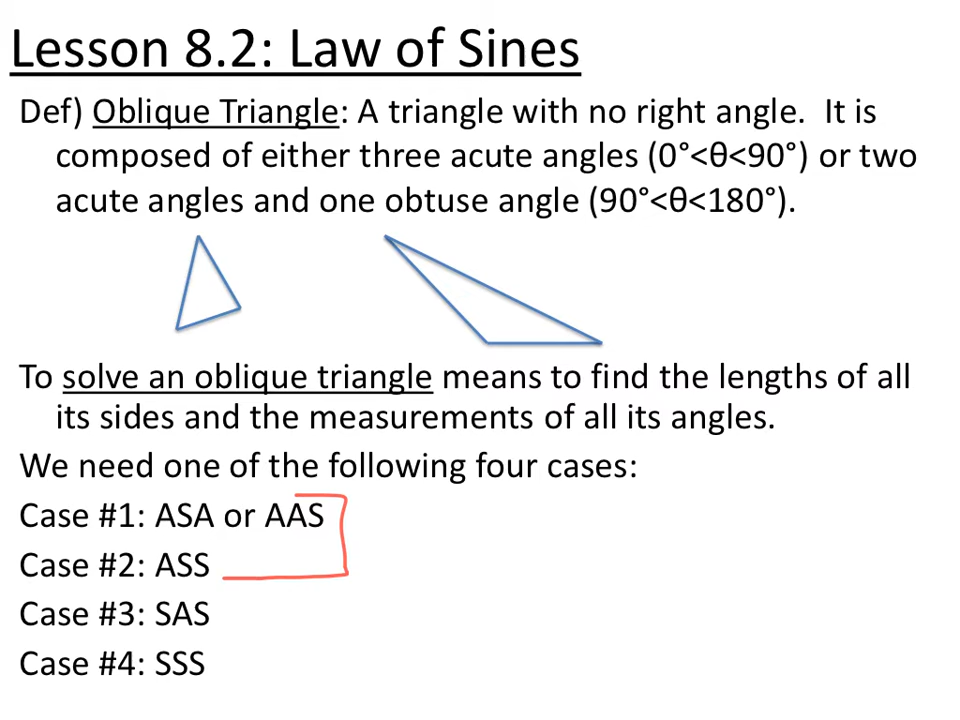 Lesson 8.2: Law of Sines
Def) Oblique Triangle: A triangle with no right angle.  It is
composed of either three acute angles (0°<θ<90°) or two
acute angles and one obtuse angle (90°<θ<180°).
To solve an oblique triangle means to find the lengths of all
its sides and the measurements of all its angles.
We need one of the following four cases:
Case #1: ASA or AAS
Case #2: ASS
Case #3: SAS
Case #4: SSS